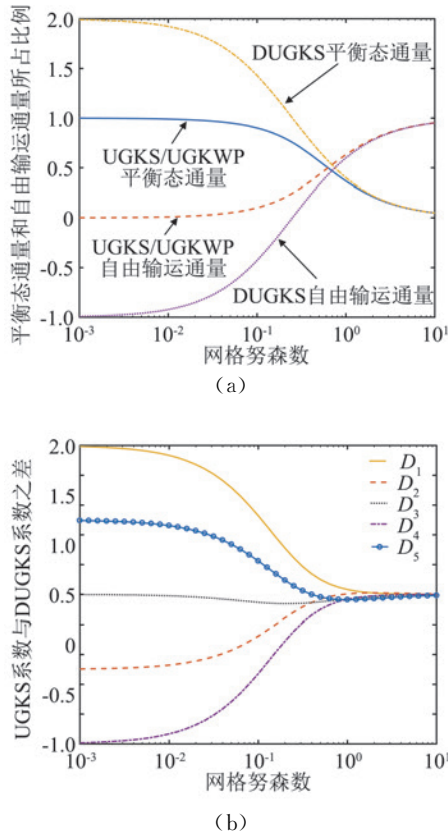 平衡态通量和自由输运通量所占比例
2.0
1.5
1.0
0.5
0
-0.5
-1.0
DUGKS平衡态通量
UGKS/UGKWP
平衡态通量
UGKS/UGKWP
自由输运通量
DUGKS自由输运通量
10⁻³ 10⁻² 10⁻¹ 10⁰ 10¹
网格努森数
(a)
UGKS系数与DUGKS系数之差
2.0
1.0
1.0
0.5
0
-0.5
-1.0
D₁
D₂
D₃
D₄
D₅
10⁻³ 10⁻² 10⁻¹ 10⁰ 10¹
网格努森数
(b)